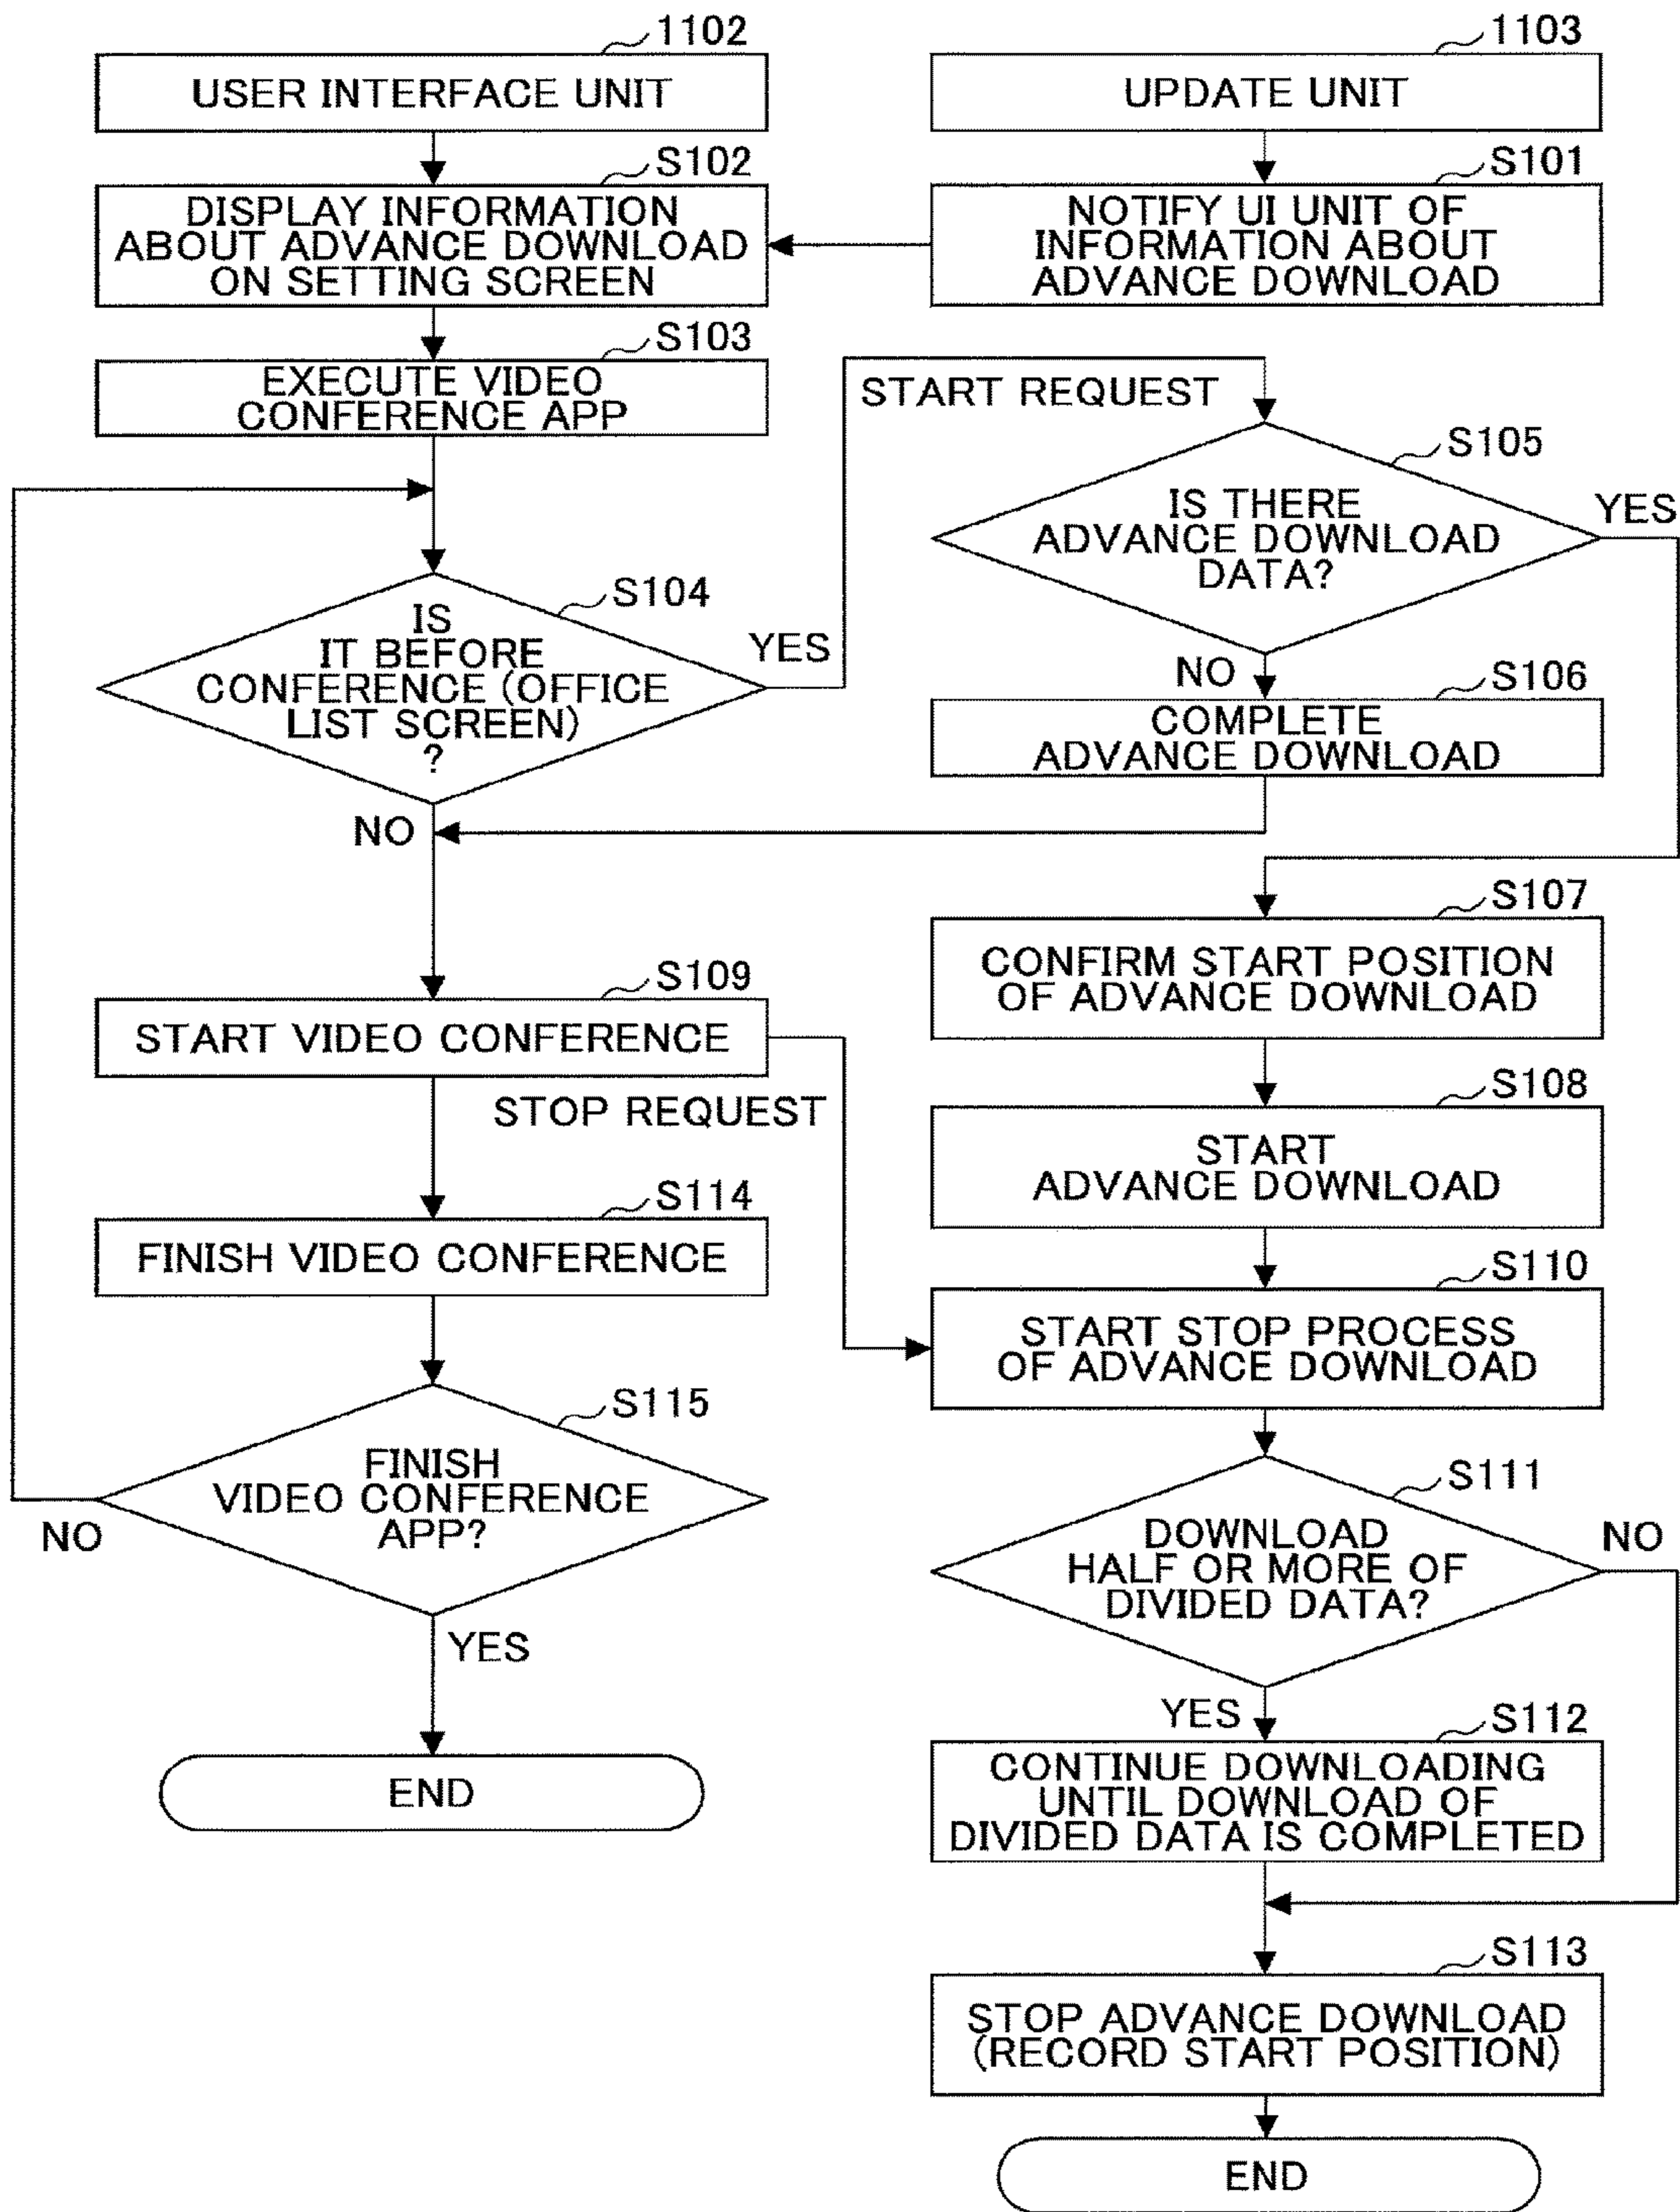 1102
USER INTERFACE UNIT
1103
UPDATE UNIT
S102
DISPLAY INFORMATION
ABOUT ADVANCE DOWNLOAD
ON SETTING SCREEN
S101
NOTIFY UI UNIT OF
INFORMATION ABOUT
ADVANCE DOWNLOAD
S103
EXECUTE VIDEO
CONFERENCE APP
START REQUEST
S105
IS THERE
ADVANCE DOWNLOAD
DATA?
YES
S104
IS
IT BEFORE
CONFERENCE (OFFICE
LIST SCREEN)
?
YES
NO
NO
S106
COMPLETE
ADVANCE DOWNLOAD
S107
CONFIRM START POSITION
OF ADVANCE DOWNLOAD
S109
START VIDEO CONFERENCE
STOP REQUEST
S108
START
ADVANCE DOWNLOAD
S114
FINISH VIDEO CONFERENCE
S110
START STOP PROCESS
OF ADVANCE DOWNLOAD
S115
FINISH
VIDEO CONFERENCE
APP?
NO
YES
END
S111
DOWNLOAD
HALF OR MORE OF
DIVIDED DATA?
NO
YES
S112
CONTINUE DOWNLOADING
UNTIL DOWNLOAD OF
DIVIDED DATA IS COMPLETED
S113
STOP ADVANCE DOWNLOAD
(RECORD START POSITION)
END